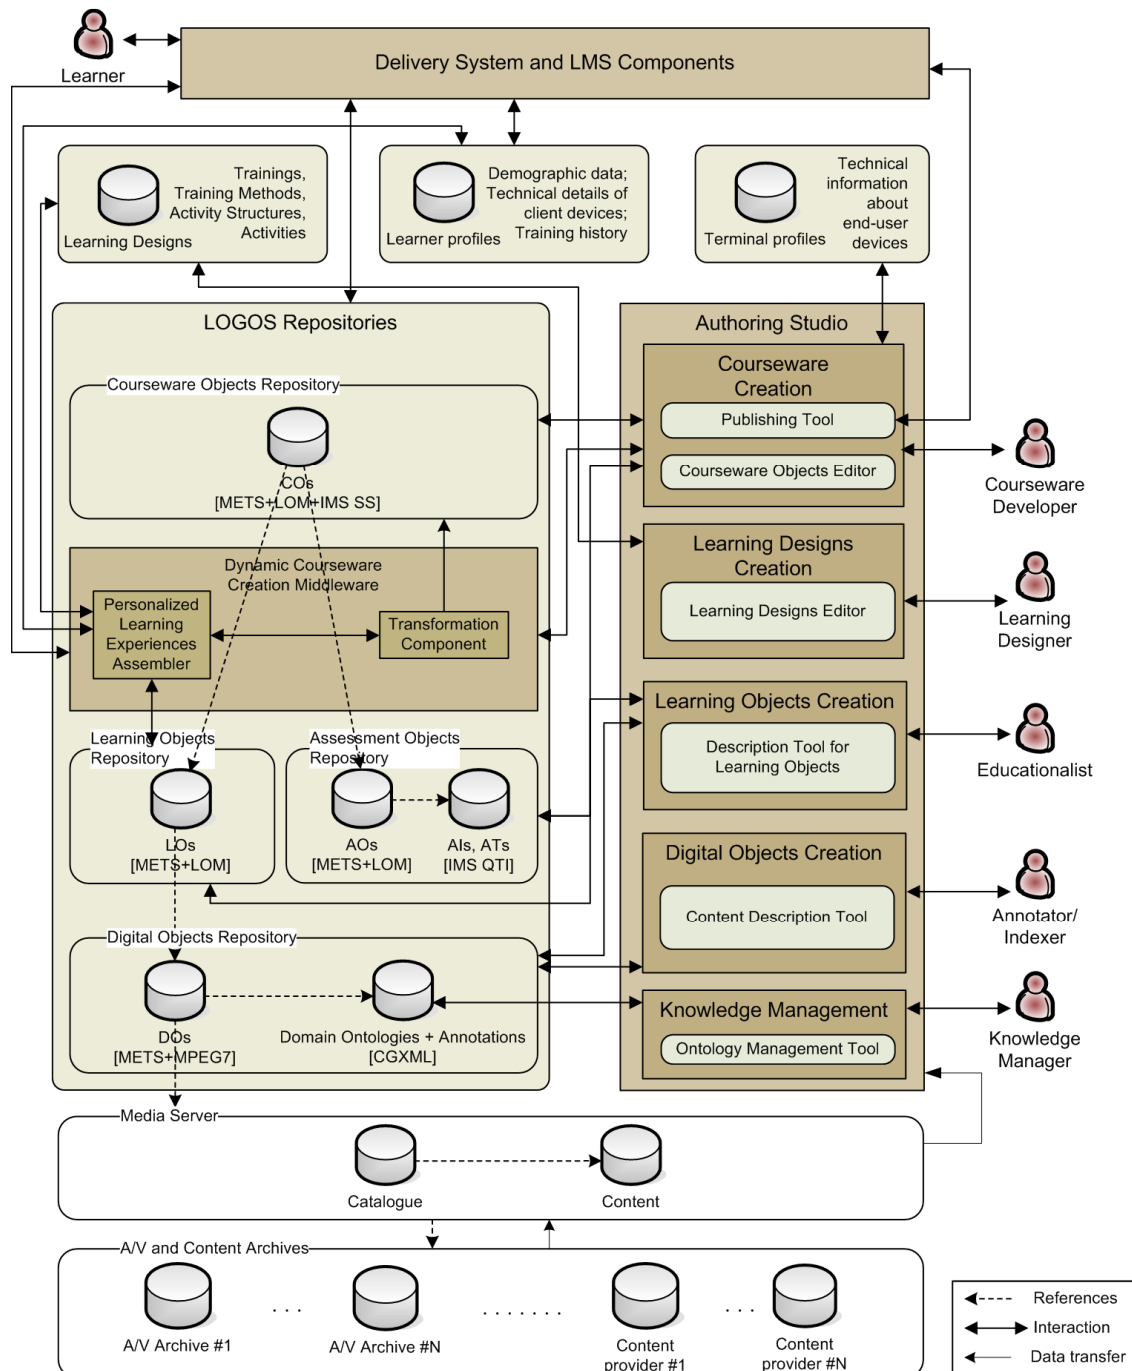 Learner
Delivery System and LMS Components
Trainings,
Training Methods,
Activity Structures,
Activities
Learning Designs
Demographic data;
Technical details of
client devices;
Training history
Learner profiles
Technical
information
about
end-user
devices
Terminal profiles
LOGOS Repositories
Courseware Objects Repository
COs
[METS+LOM+IMS SS]
Dynamic Courseware
Creation Middleware
Personalized
Learning
Experiences
Assembler
Transformation
Component
Learning Objects
Repository
LOs
[METS+LOM]
Assessment Objects
Repository
AOs
[METS+LOM]
AIs, ATs
[IMS QTI]
Digital Objects Repository
DOs
[METS+MPEG7]
Domain Ontologies + Annotations
[CGXML]
Authoring Studio
Courseware
Creation
Publishing Tool
Courseware Objects Editor
Courseware
Developer
Learning Designs
Creation
Learning Designs Editor
Learning
Designer
Learning Objects Creation
Description Tool for
Learning Objects
Educationalist
Digital Objects Creation
Content Description Tool
Annotator/
Indexer
Knowledge Management
Ontology Management Tool
Knowledge
Manager
Media Server
Catalogue
Content
A/V and Content Archives
A/V Archive #1
. . .
A/V Archive #N
. . . . . . .
Content
provider #1
. . .
Content
provider #N
References
Interaction
Data transfer